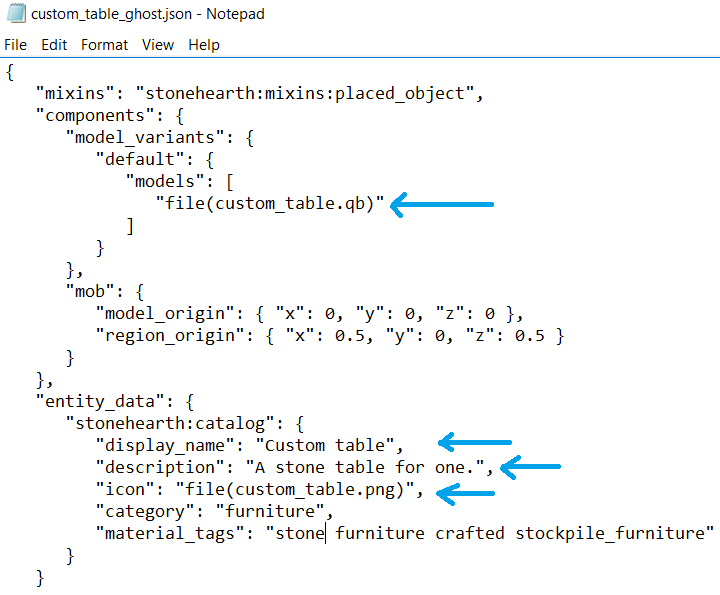 custom_table_ghost.json - Notepad
File Edit Format View Help
{
   "mixins": "stonehearth:mixins:placed_object",
   "components": {
      "model_variants": {
         "default": {
            "models": [
               "file(custom_table.qb)"
            ]
         }
      },
      "mob": {
         "model_origin": { "x": 0, "y": 0, "z": 0 },
         "region_origin": { "x": 0.5, "y": 0, "z": 0.5 }
      }
   },
   "entity_data": {
      "stonehearth:catalog": {
         "display_name": "Custom table",
         "description": "A stone table for one.",
         "icon": "file(custom_table.png)",
         "category": "furniture",
         "material_tags": "stone furniture crafted stockpile_furniture"
      }
   }